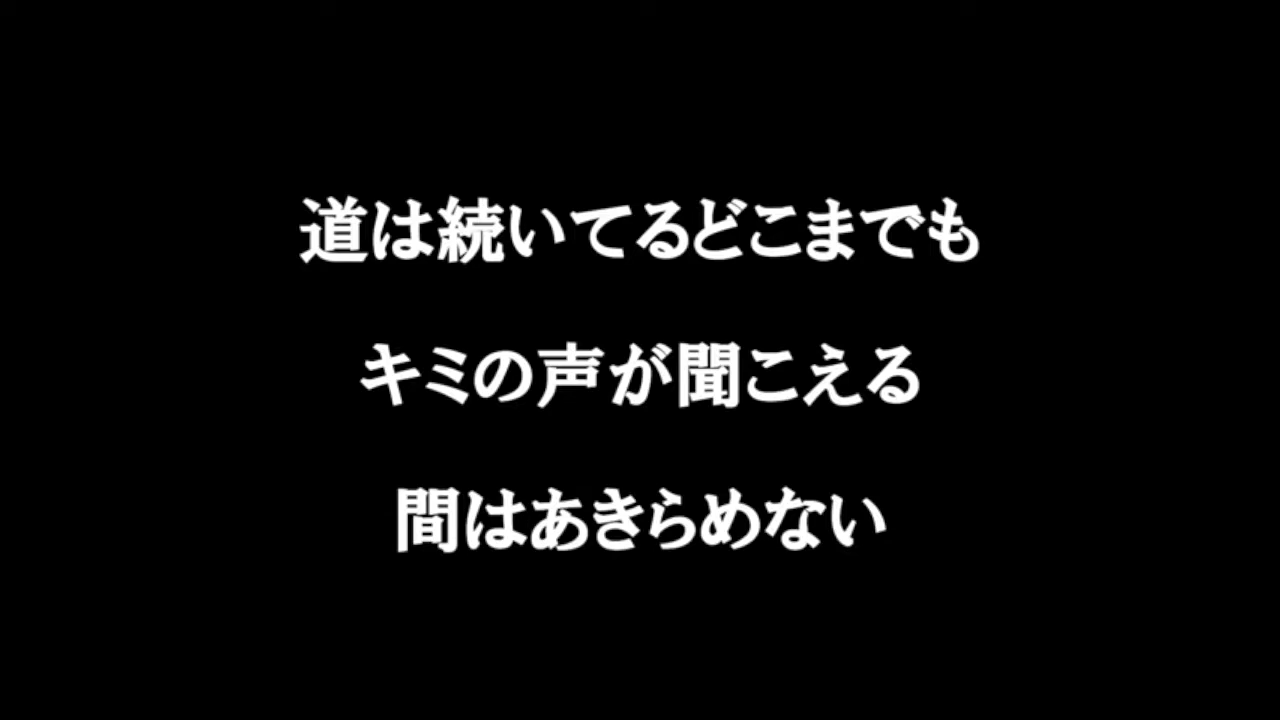 道は続いてるどこまでも
キミの声が聞こえる
間はあきらめない